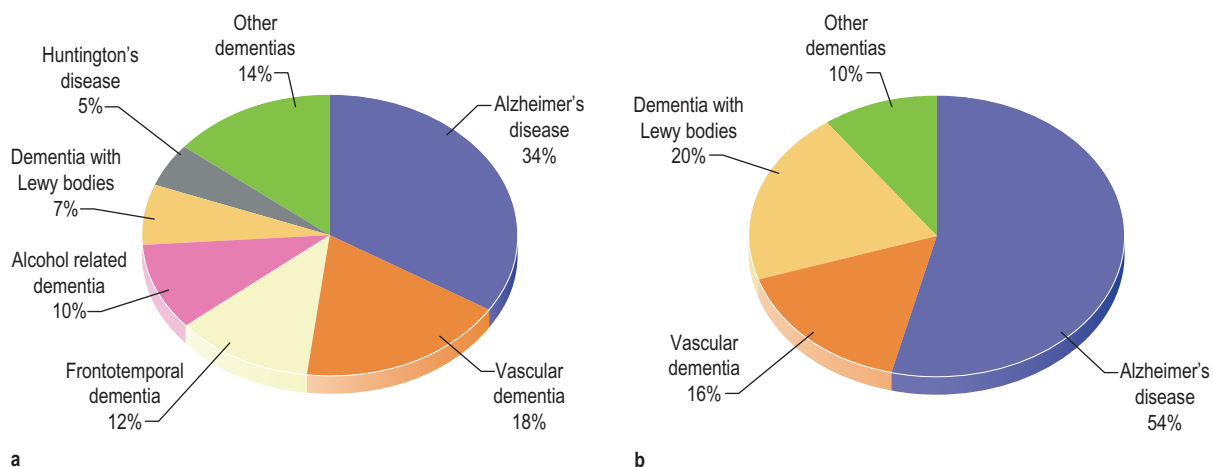 Other
dementias
14%
Huntington’s
disease
5%
Alzheimer’s
disease
34%
Dementia with
Lewy bodies
7%
Alcohol related
dementia
10%
Frontotemporal
dementia
12%
Vascular
dementia
18%
a
Other
dementias
10%
Dementia with
Lewy bodies
20%
Vascular
dementia
16%
Alzheimer’s
disease
54%
b